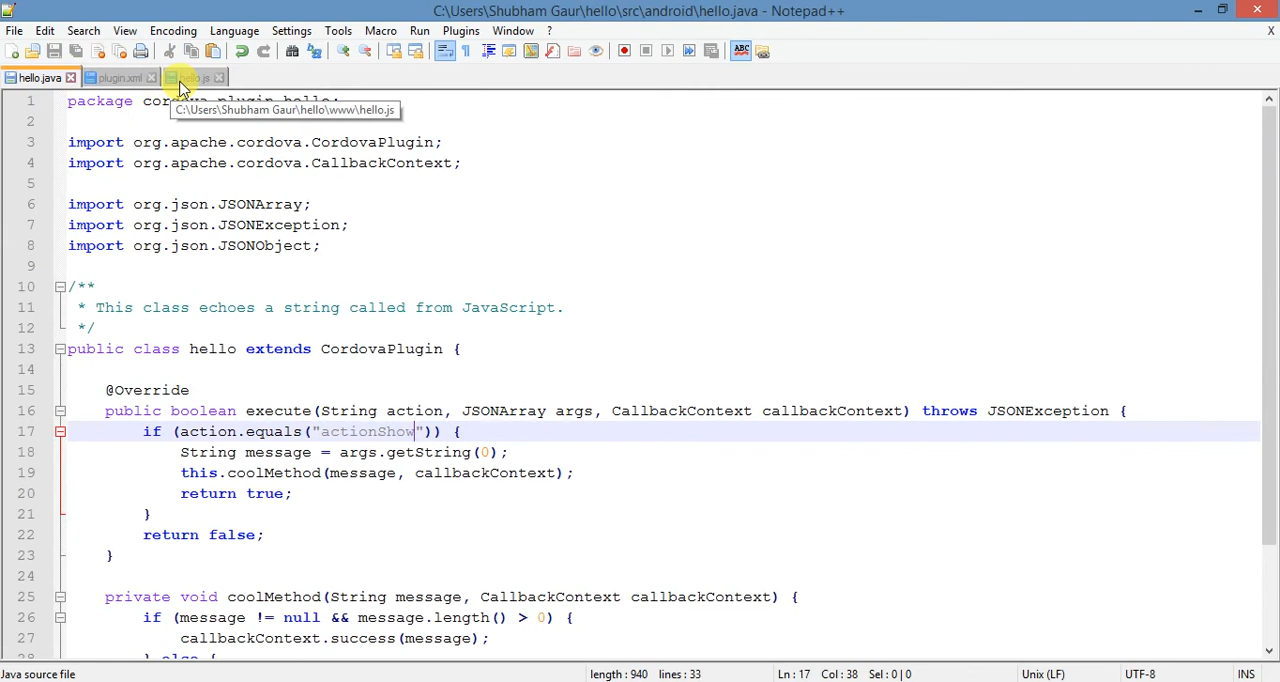 C:\Users\Shubham Gaur\hello\src\android\hello.java - Notepad++
File Edit Search View Encoding Language Settings Tools Macro Run Plugins Window ? X
hello.java plugin.xml hello.js
C:\Users\Shubham Gaur\hello\www\hello.js
1 package cordova.plugin.hello;
2
3 import org.apache.cordova.CordovaPlugin;
4 import org.apache.cordova.CallbackContext;
5
6 import org.json.JSONArray;
7 import org.json.JSONException;
8 import org.json.JSONObject;
9
10 /**
11 * This class echoes a string called from JavaScript.
12 */
13 public class hello extends CordovaPlugin {
14
15 @Override
16 public boolean execute(String action, JSONArray args, CallbackContext callbackContext) throws JSONException {
17 if (action.equals("actionShow")) {
18 String message = args.getString(0);
19 this.coolMethod(message, callbackContext);
20 return true;
21 }
22 return false;
23 }
24
25 private void coolMethod(String message, CallbackContext callbackContext) {
26 if (message != null && message.length() > 0) {
27 callbackContext.success(message);
28 } else {
Java source file length : 940 lines : 33 Ln : 17 Col : 38 Sel : 0 | 0 Unix (LF) UTF-8 INS